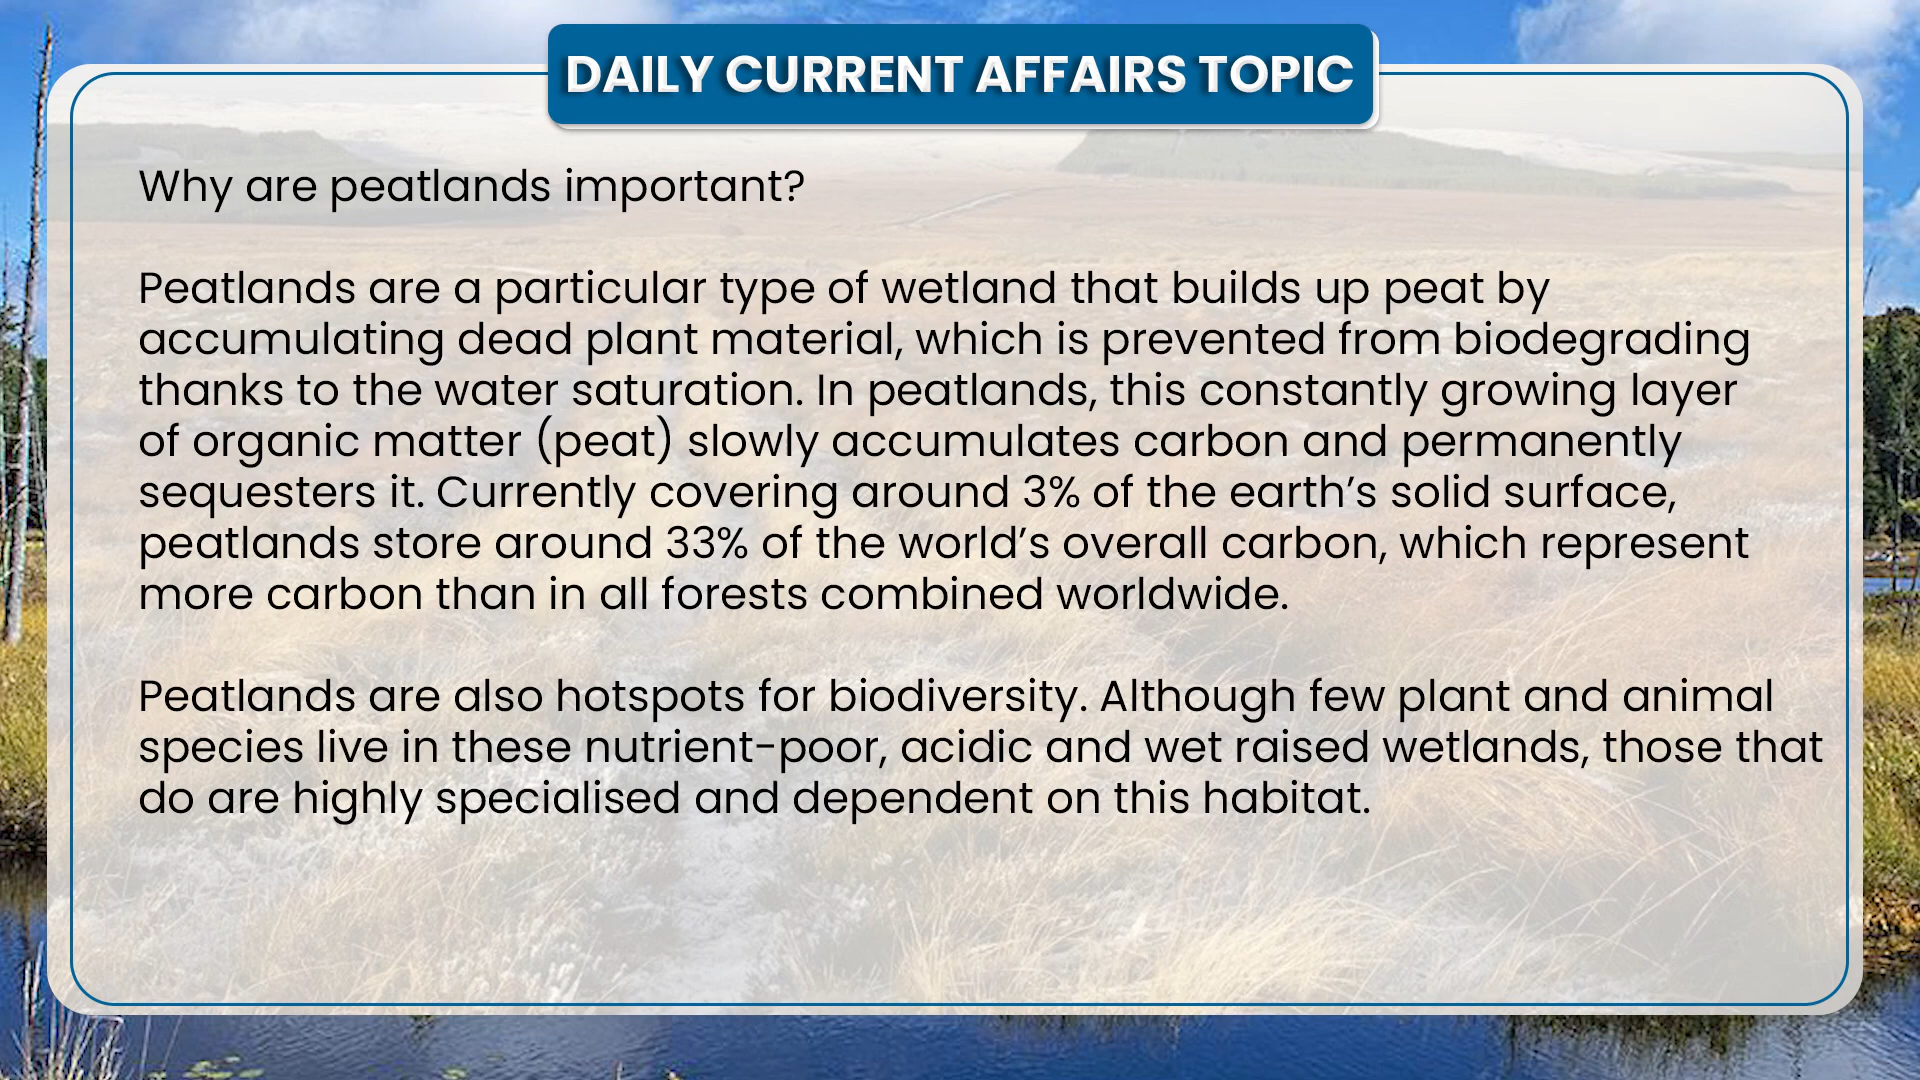 DAILY CURRENT AFFAIRS TOPIC
Why are peatlands important?
Peatlands are a particular type of wetland that builds up peat by
accumulating dead plant material, which is prevented from biodegrading
thanks to the water saturation. In peatlands, this constantly growing layer
of organic matter (peat) slowly accumulates carbon and permanently
sequesters it. Currently covering around 3% of the earth’s solid surface,
peatlands store around 33% of the world’s overall carbon, which represent
more carbon than in all forests combined worldwide.
Peatlands are also hotspots for biodiversity. Although few plant and animal
species live in these nutrient-poor, acidic and wet raised wetlands, those that
do are highly specialised and dependent on this habitat.